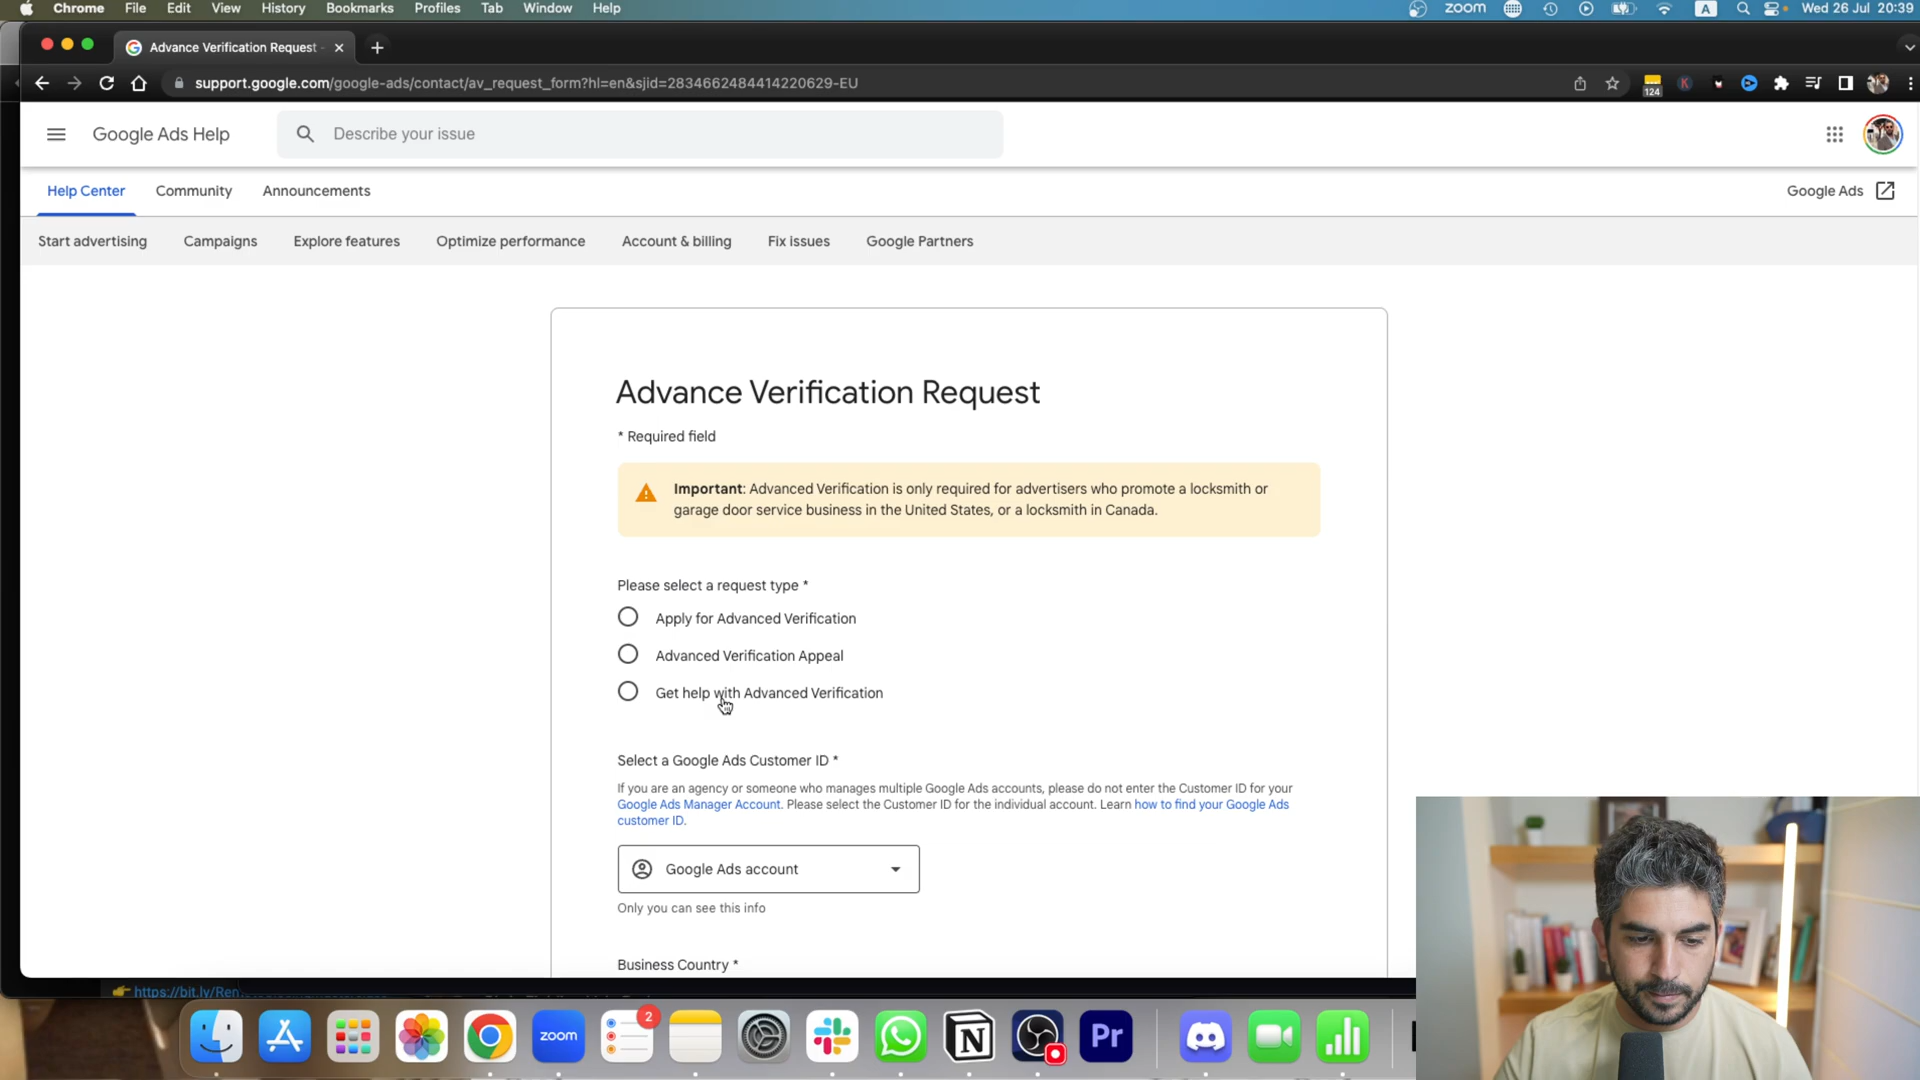 Chrome File Edit View History Bookmarks Profiles Tab Window Help
zoom A Wed 26 Jul 20:39
Advance Verification Request -
support.google.com/google-ads/contact/av_request_form?hl=en&sjid=2834662484414220629-EU
124
K
Google Ads Help
Describe your issue
Help Center Community Announcements
Google Ads
Start advertising Campaigns Explore features Optimize performance Account & billing Fix issues Google Partners
Advance Verification Request
* Required field
Important: Advanced Verification is only required for advertisers who promote a locksmith or
garage door service business in the United States, or a locksmith in Canada.
Please select a request type *
Apply for Advanced Verification
Advanced Verification Appeal
Get help with Advanced Verification
Select a Google Ads Customer ID *
If you are an agency or someone who manages multiple Google Ads accounts, please do not enter the Customer ID for your
Google Ads Manager Account. Please select the Customer ID for the individual account. Learn how to find your Google Ads
customer ID.
Google Ads account
Only you can see this info
Business Country *
zoom
2
N
Pr